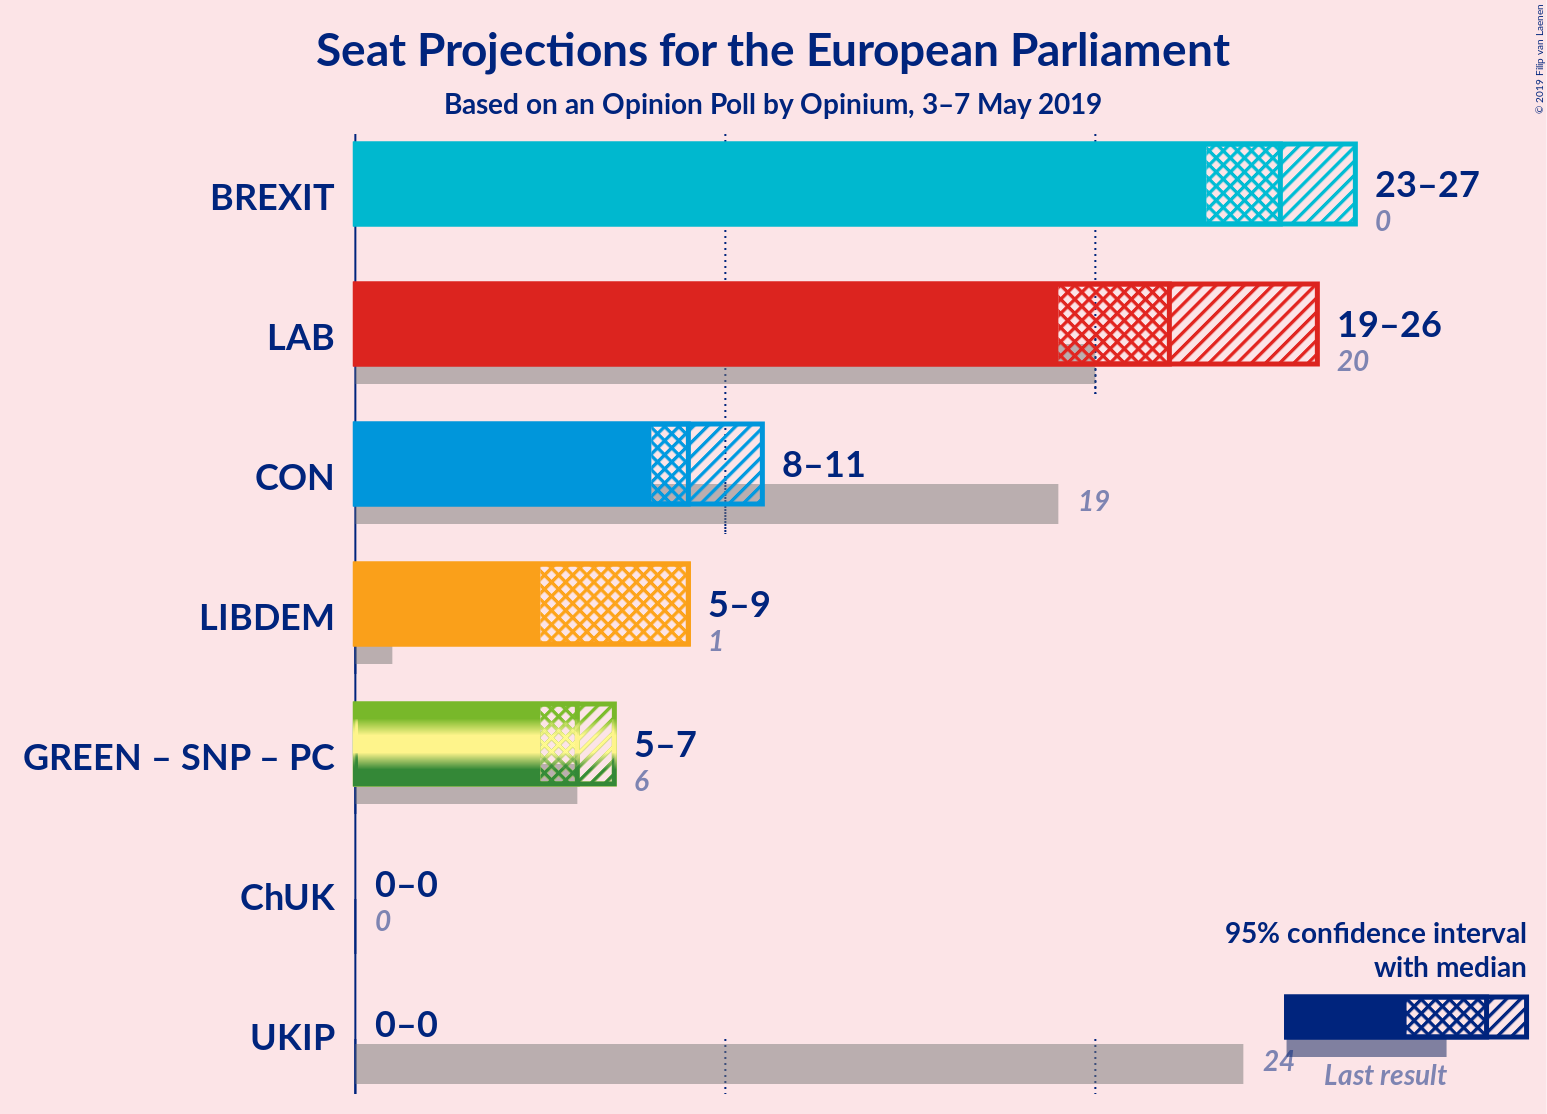 Seat Projections for the European Parliament
Based on an Opinion Poll by Opinium, 3–7 May 2019
© 2019 Filip van Laenen
BREXIT
23–27
0
LAB
19–26
20
CON
8–11
19
LIBDEM
5–9
1
GREEN – SNP – PC
5–7
6
ChUK
0–0
0
UKIP
0–0
24
95% confidence interval
with median
Last result